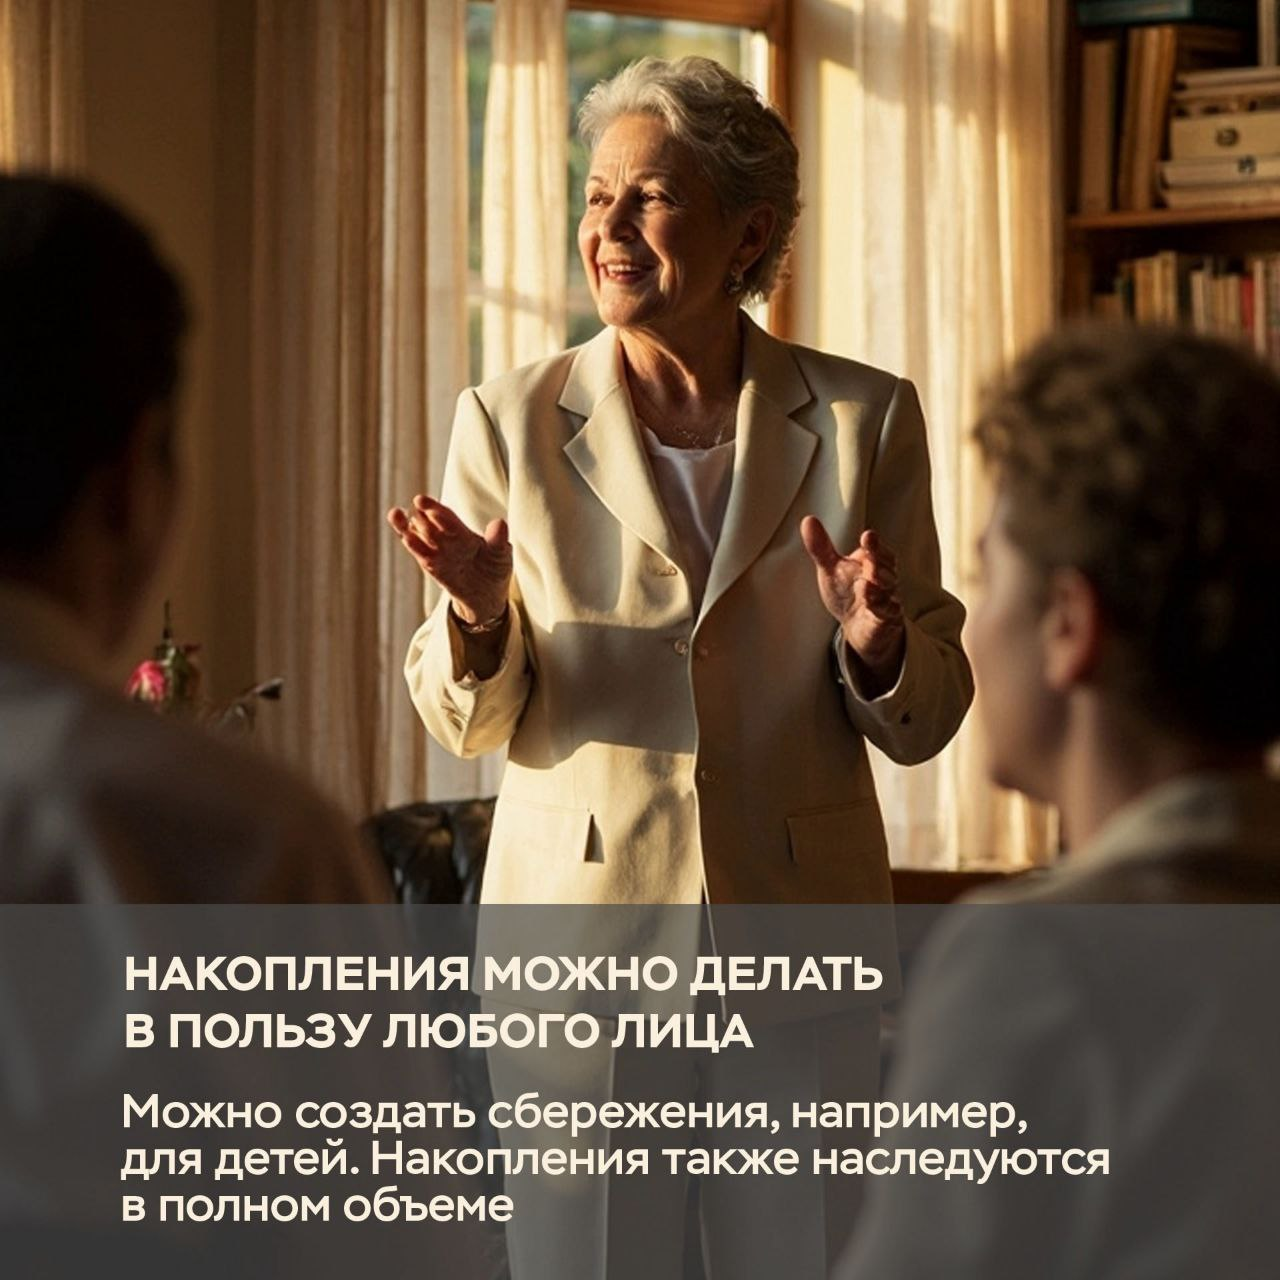 НАКОПЛЕНИЯ МОЖНО ДЕЛАТЬ
В ПОЛЬЗУ ЛЮБОГО ЛИЦА
Можно создать сбережения, например,
для детей. Накопления также наследуются
в полном объеме